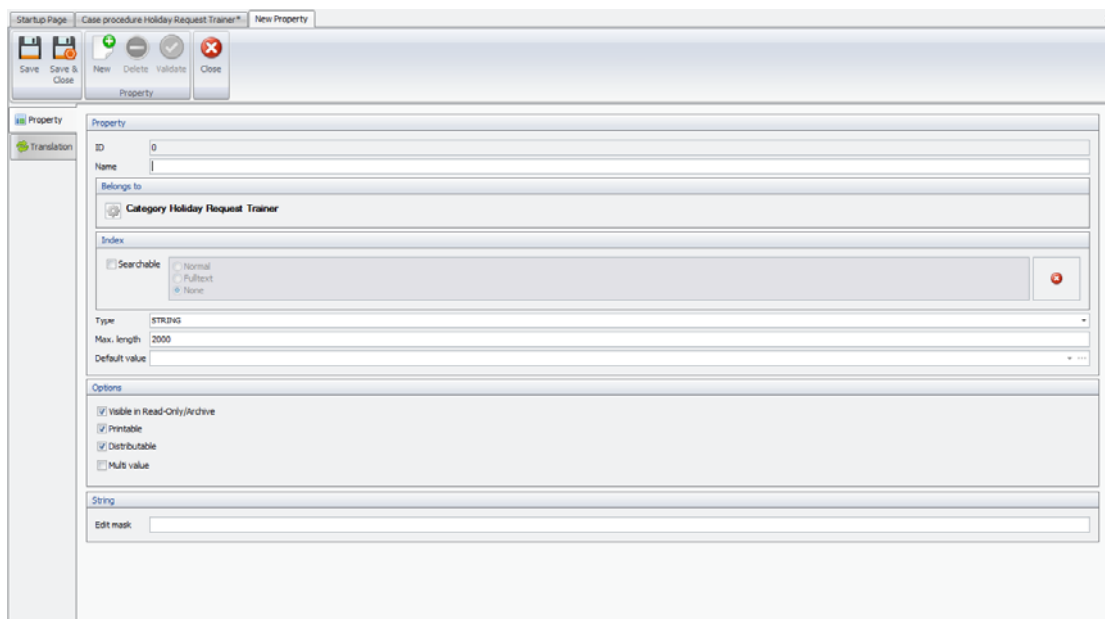 Startup Page Case procedure Holiday Request Trainer* New Property
Save Save & Close New Delete Validate Close
Property
Property
Translation
Property
ID 0
Name
Belongs to
Category Holiday Request Trainer
Index
Searchable
Normal
Fulltext
None
Type STRING
Max. length 2000
Default value
Options
Visible in Read-Only/Archive
Printable
Distributable
Multi value
String
Edit mask